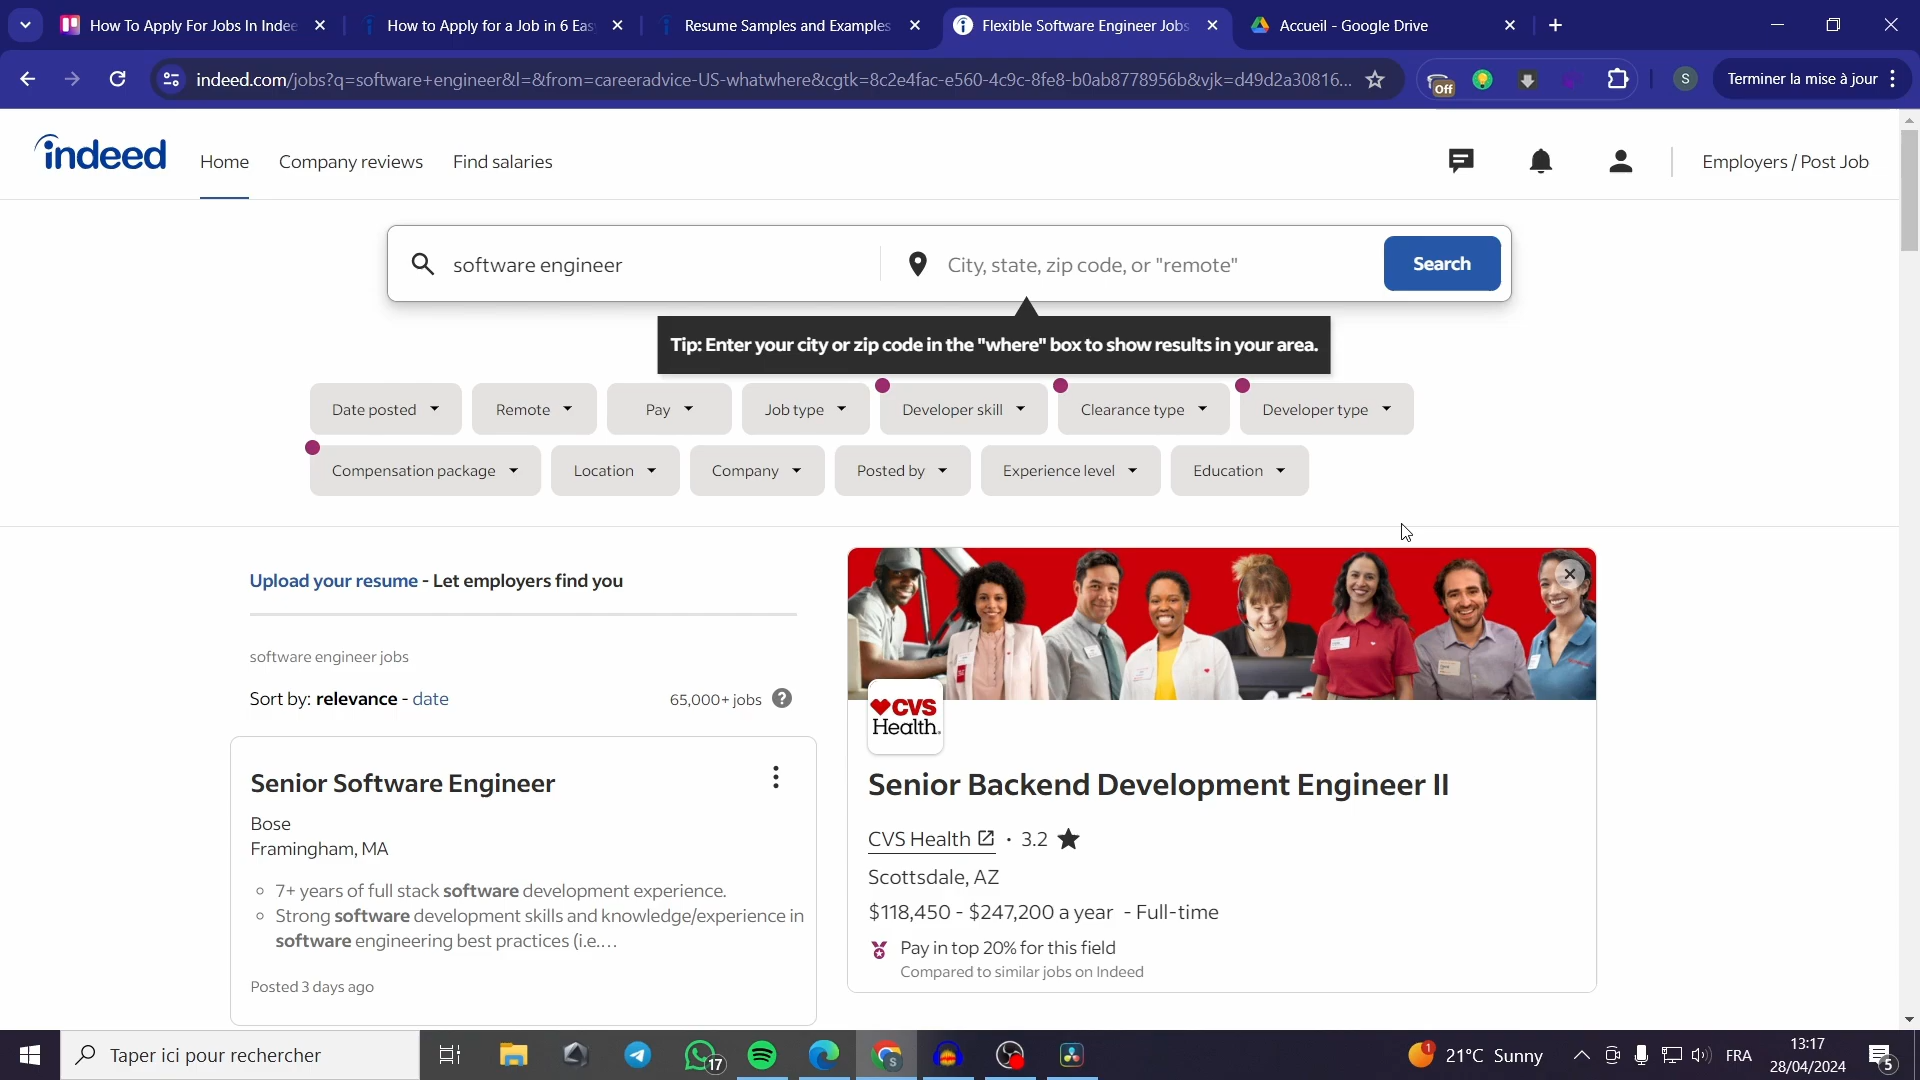 How To Apply For Jobs In Indee
How to Apply for a Job in 6 Eas
Resume Samples and Examples
Flexible Software Engineer Jobs
Accueil - Google Drive
indeed.com/jobs?q=software+engineer&l=&from=careeradvice-US-whatwhere&cgtk=8c2e4fac-e560-4c9c-8fe8-b0ab8778956b&vjk=d49d2a30816...
Off
S
Terminer la mise à jour
indeed
Home
Company reviews
Find salaries
Employers / Post Job
software engineer
City, state, zip code, or "remote"
Search
Tip: Enter your city or zip code in the "where" box to show results in your area.
Date posted
Remote
Pay
Job type
Developer skill
Clearance type
Developer type
Compensation package
Location
Company
Posted by
Experience level
Education
Upload your resume - Let employers find you
software engineer jobs
Sort by: relevance - date
65,000+ jobs ?
CVS
Health.
Senior Software Engineer
Bose
Framingham, MA
7+ years of full stack software development experience.
Strong software development skills and knowledge/experience in
software engineering best practices (i.e.…
Posted 3 days ago
Senior Backend Development Engineer II
CVS Health · 3.2
Scottsdale, AZ
$118,450 - $247,200 a year - Full-time
Pay in top 20% for this field
Compared to similar jobs on Indeed
Taper ici pour rechercher
17
S
1
21°C Sunny
FRA
13:17
28/04/2024
5